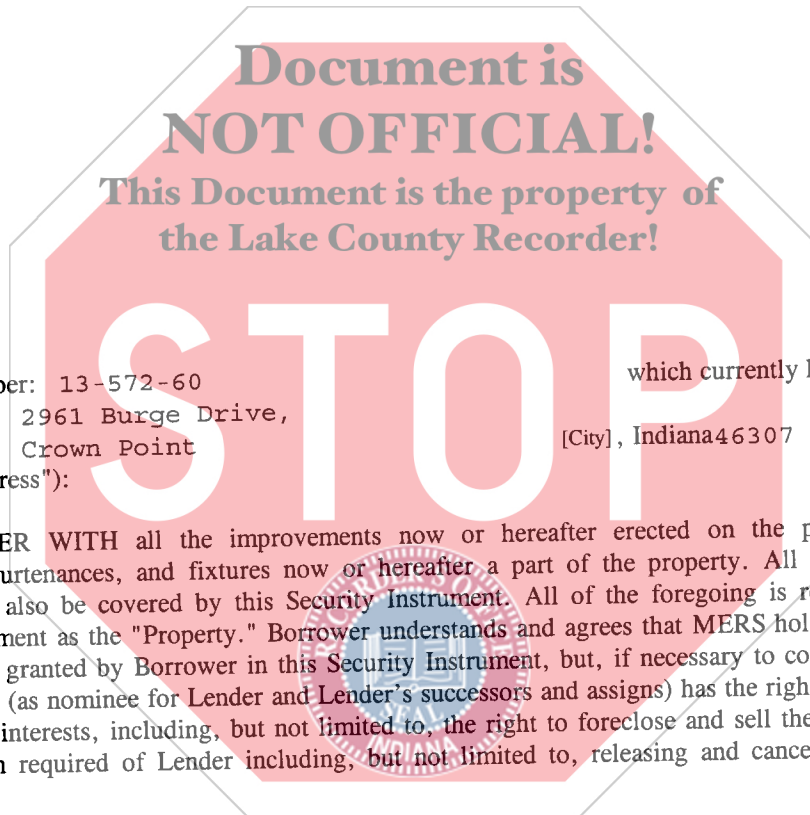 Document is
NOT OFFICIAL!
This Document is the property of
the Lake County Recorder!
STOP
ber: 13-572-60 which currently
2961 Burge Drive,
Crown Point [City], Indiana46307
ress"):
ER WITH all the improvements now or hereafter erected on the p
urtenances, and fixtures now or hereafter a part of the property. All
also be covered by this Security Instrument. All of the foregoing is r
ment as the "Property." Borrower understands and agrees that MERS hol
granted by Borrower in this Security Instrument, but, if necessary to co
(as nominee for Lender and Lender's successors and assigns) has the righ
interests, including, but not limited to, the right to foreclose and sell the
n required of Lender including, but not limited to, releasing and cance
RECORDER'S OFFICE
SEAL
INDIANA